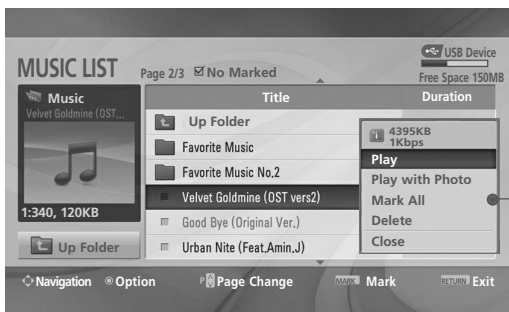 USB Device
MUSIC LIST
Page 2/3 No Marked
Free Space 150MB
Music
Velvet Goldmine (OST...
1:340, 120KB
Up Folder
Title Duration
Up Folder
Favorite Music
Favorite Music No.2
Velvet Goldmine (OST vers2)
Good Bye (Original Ver,)
Urban Nite (Feat,Amin,J)
4395KB
1Kbps
Play
Play with Photo
Mark All
Delete
Close
Navigation Option P Page Change MARK Mark RETURN Exit